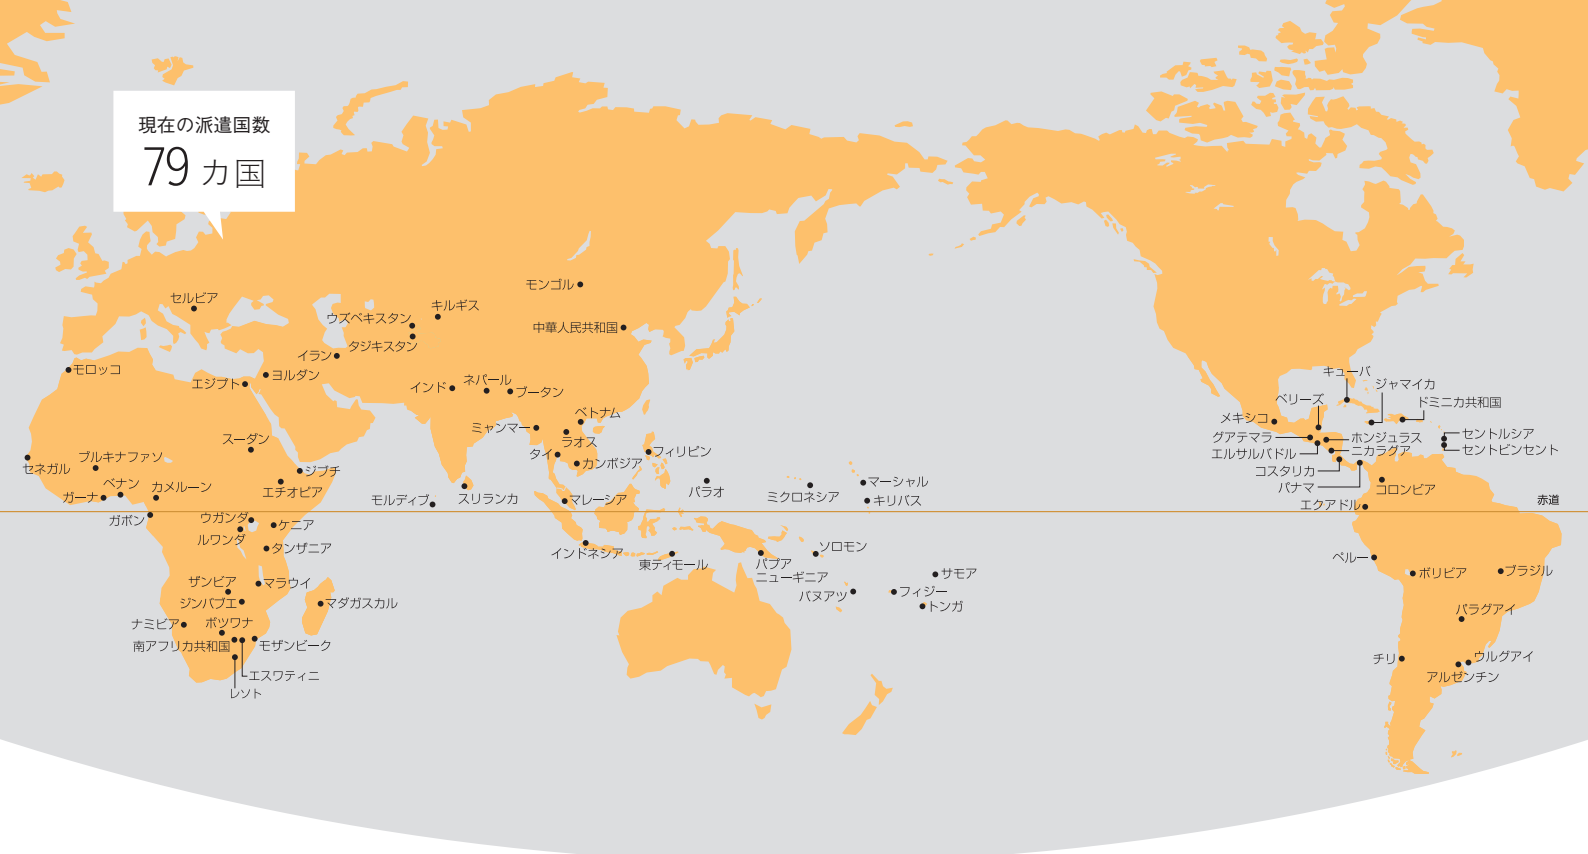 現在の派遣国数
79 カ国
セルビア
モンゴル
キルギス
ウズベキスタン
中華人民共和国
タジキスタン
イラン
モロッコ
ヨルダン
エジプト
インド
ネパール
ブータン
ベトナム
ミャンマー
ラオス
タイ
カンボジア
フィリピン
スーダン
ブルキナファソ
セネガル
ジブチ
ベナン
カメルーン
エチオピア
ガーナ
モルディブ
スリランカ
マレーシア
パラオ
ミクロネシア
マーシャル
キリバス
ガボン
ウガンダ
ケニア
ルワンダ
タンザニア
インドネシア
東ティモール
パプア
ニューギニア
ソロモン
サモア
バヌアツ
フィジー
トンガ
ザンビア
マラウイ
ジンバブエ
マダガスカル
ナミビア
ボツワナ
南アフリカ共和国
モザンビーク
エスワティニ
レソト
キューバ
ジャマイカ
ベリーズ
ドミニカ共和国
メキシコ
グアテマラ
ホンジュラス
セントルシア
エルサルバドル
ニカラグア
セントビンセント
コスタリカ
パナマ
コロンビア
エクアドル
赤道
ペルー
ボリビア
ブラジル
パラグアイ
チリ
ウルグアイ
アルゼンチン